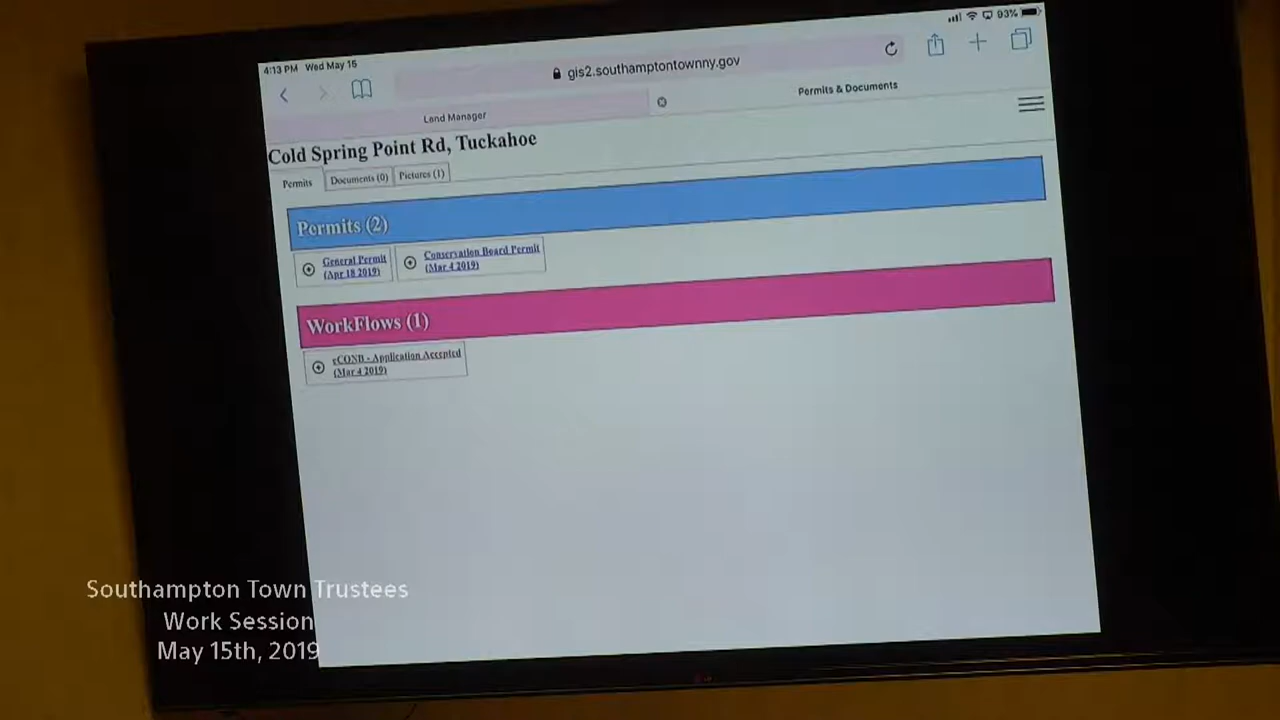 4:13 PM Wed May 15
93%
gis2.southamptontownny.gov
Land Manager
Permits & Documents
Cold Spring Point Rd, Tuckahoe
Permits
Documents (0)
Pictures (1)
Permits (2)
General Permit
(Apr 18 2019)
Conservation Board Permit
(Mar 4 2019)
WorkFlows (1)
eCONB - Application Accepted
(Mar 4 2019)
Southampton Town Trustees
Work Session
May 15th, 2019